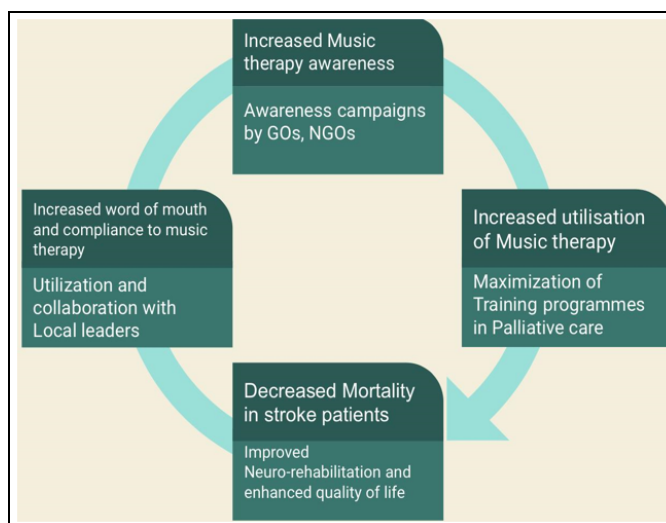 Increased Music
therapy awareness
Awareness campaigns
by GOs, NGOs
Increased utilisation
of Music therapy
Maximization of
Training programmes
in Palliative care
Decreased Mortality
in stroke patients
Improved
Neuro-rehabilitation and
enhanced quality of life
Increased word of mouth
and compliance to music
therapy
Utilization and
collaboration with
Local leaders